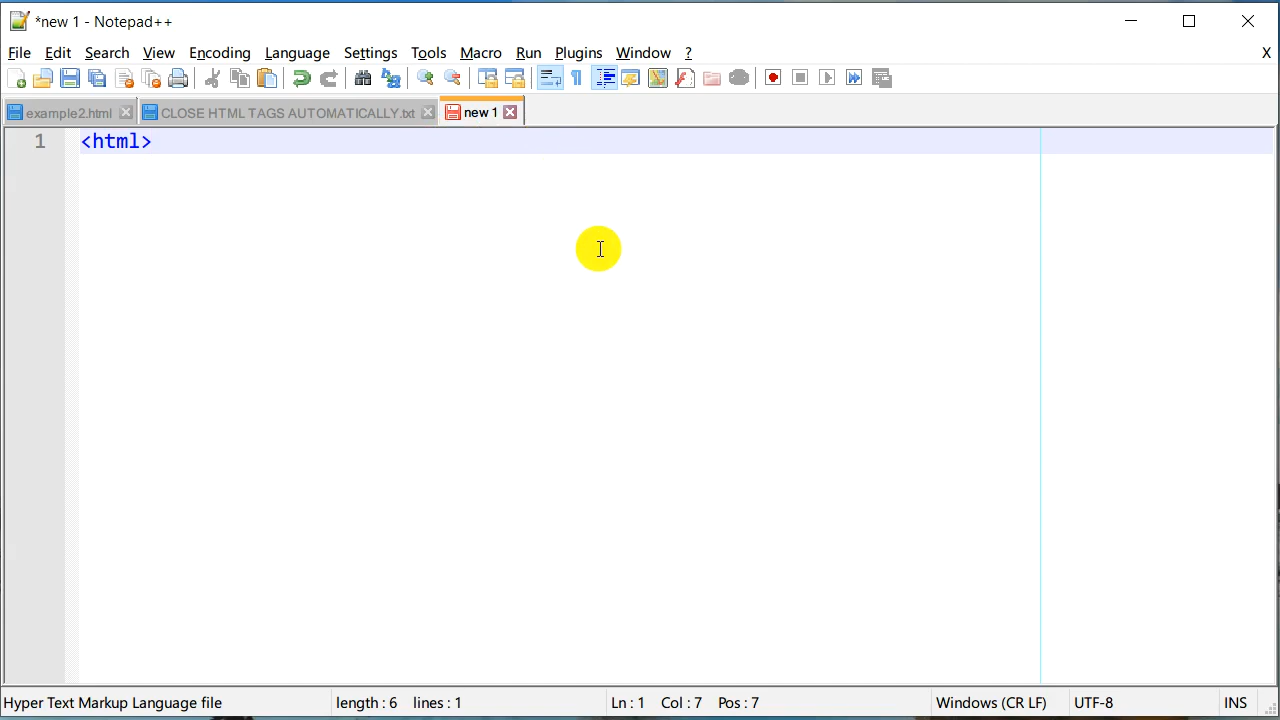 *new 1 - Notepad++
File Edit Search View Encoding Language Settings Tools Macro Run Plugins Window ? X
example2.html CLOSE HTML TAGS AUTOMATICALLY.txt new 1
1 <html>
Hyper Text Markup Language file length : 6 lines : 1 Ln : 1 Col : 7 Pos : 7 Windows (CR LF) UTF-8 INS